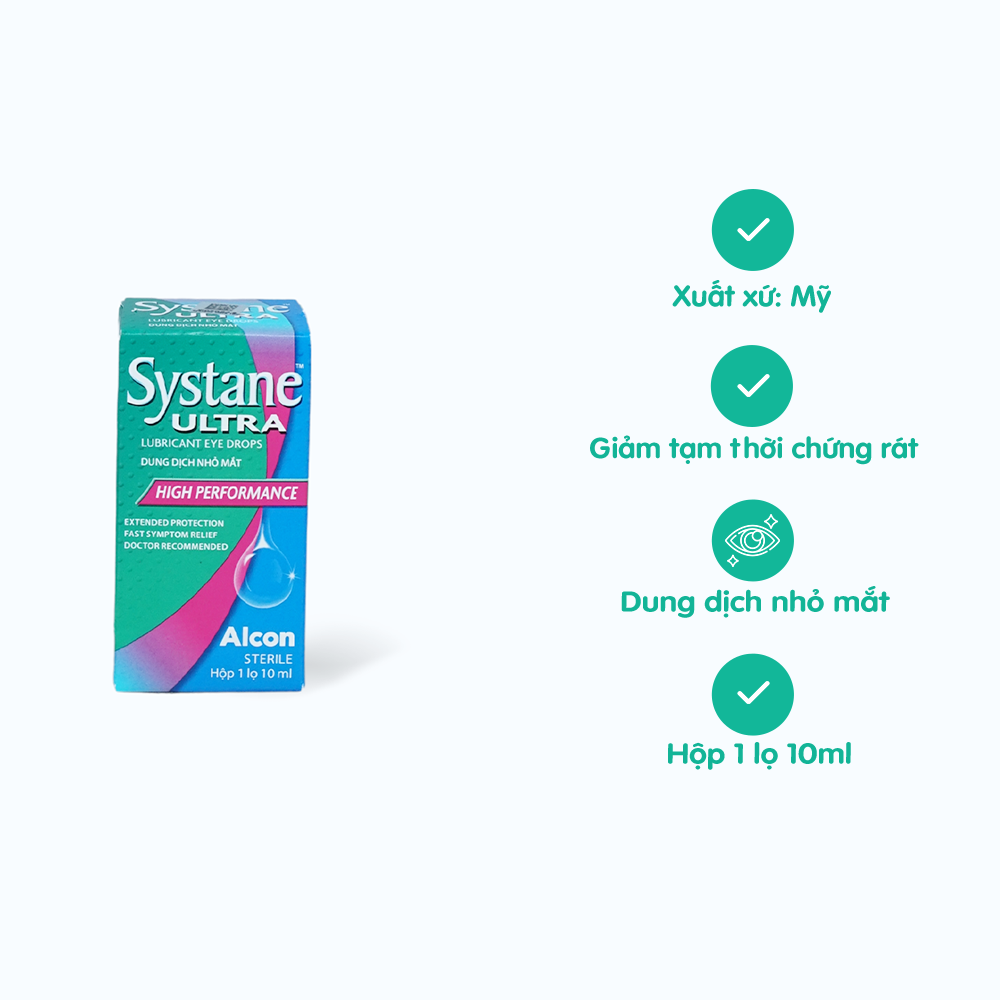 Systane
ULTRA
LUBRICANT EYE DROPS
DUNG DỊCH NHỎ MẮT
Systane™
ULTRA
LUBRICANT EYE DROPS
DUNG DỊCH NHỎ MẮT
HIGH PERFORMANCE
EXTENDED PROTECTION
FAST SYMPTOM RELIEF
DOCTOR RECOMMENDED
Alcon
STERILE
Hộp 1 lọ 10 ml
Xuất xứ: Mỹ
Giảm tạm thời chứng rát
Dung dịch nhỏ mắt
Hộp 1 lọ 10ml